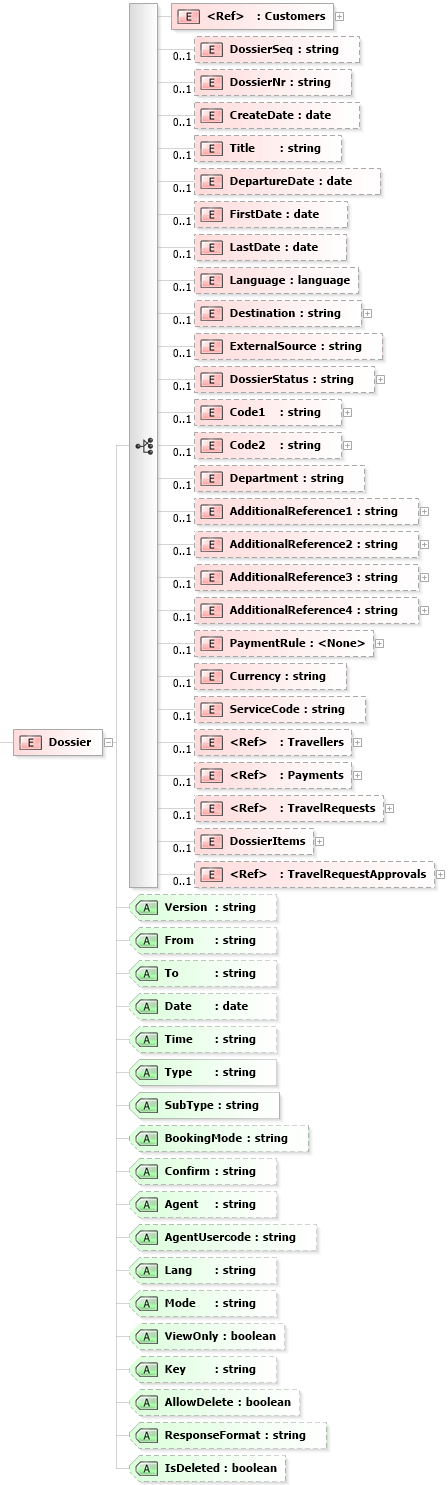 E <Ref> : Customers
0..1 E DossierSeq : string
0..1 E DossierNr : string
0..1 E CreateDate : date
0..1 E Title : string
0..1 E DepartureDate : date
0..1 E FirstDate : date
0..1 E LastDate : date
0..1 E Language : language
0..1 E Destination : string
0..1 E ExternalSource : string
0..1 E DossierStatus : string
0..1 E Code1 : string
0..1 E Code2 : string
0..1 E Department : string
0..1 E AdditionalReference1 : string
0..1 E AdditionalReference2 : string
0..1 E AdditionalReference3 : string
0..1 E AdditionalReference4 : string
0..1 E PaymentRule : <None>
0..1 E Currency : string
0..1 E ServiceCode : string
E Dossier
0..1 E <Ref> : Travellers
0..1 E <Ref> : Payments
0..1 E <Ref> : TravelRequests
0..1 E DossierItems
0..1 E <Ref> : TravelRequestApprovals
A Version : string
A From : string
A To : string
A Date : date
A Time : string
A Type : string
A SubType : string
A BookingMode : string
A Confirm : string
A Agent : string
A AgentUsercode : string
A Lang : string
A Mode : string
A ViewOnly : boolean
A Key : string
A AllowDelete : boolean
A ResponseFormat : string
A IsDeleted : boolean